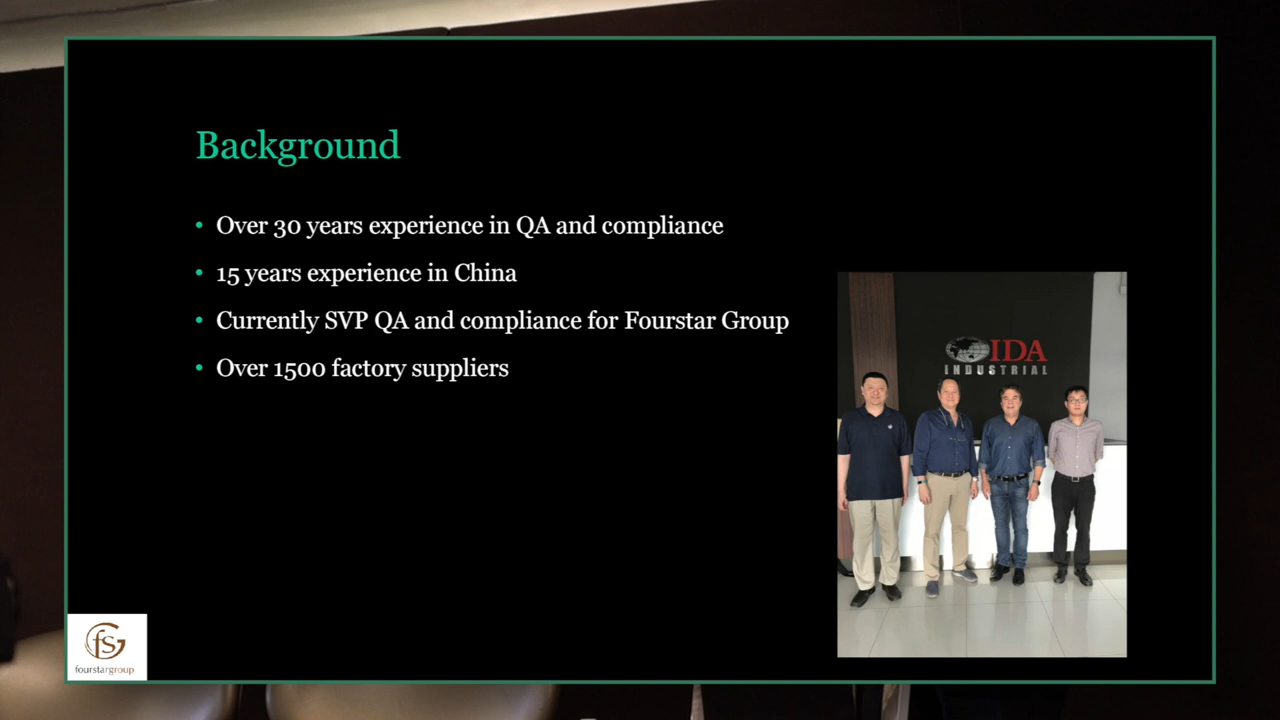 Background
• Over 30 years experience in QA and compliance
• 15 years experience in China
• Currently SVP QA and compliance for Fourstar Group
• Over 1500 factory suppliers
IDA
INDUSTRIAL
fsG
fourstargroup